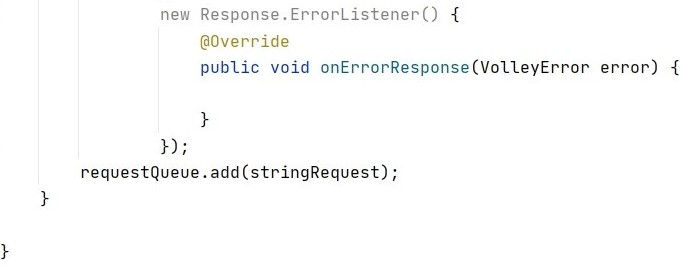 new Response.ErrorListener() {
@Override
public void onErrorResponse(VolleyError error) {
}
});
requestQueue.add(stringRequest);
}
}